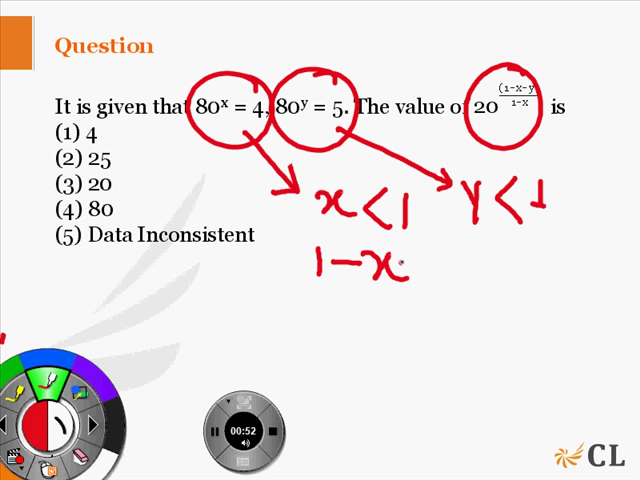 Question
It is given that 80ˣ = 4, 80ʸ = 5. The value of 20^((1-x-y)/(1-x)) is
(1) 4
(2) 25
(3) 20
(4) 80
(5) Data Inconsistent
x < 1
y < 1
1 - x
00:52
CL